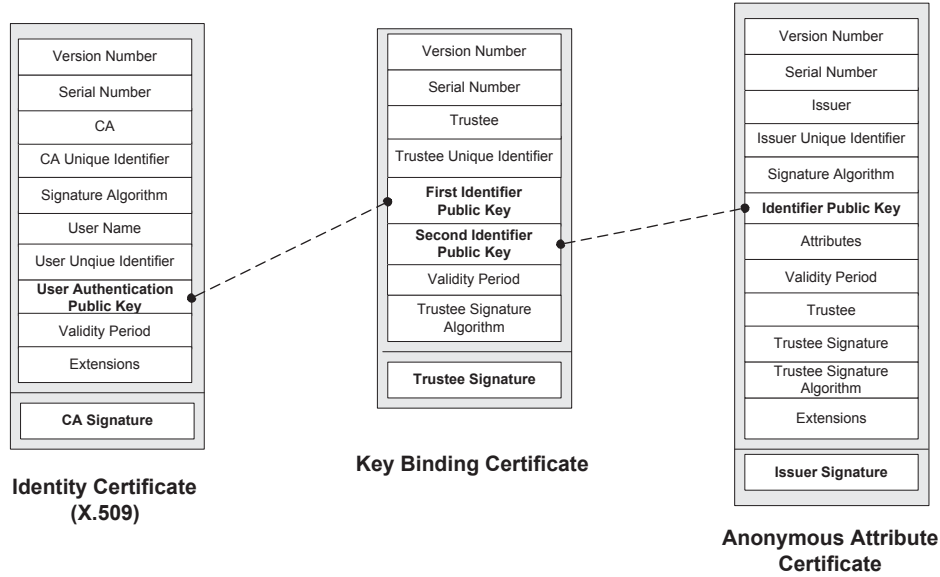 Version Number
Serial Number
CA
CA Unique Identifier
Signature Algorithm
User Name
User Unqiue Identifier
User Authentication
Public Key
Validity Period
Extensions
CA Signature
Identity Certificate
(X.509)
Version Number
Serial Number
Trustee
Trustee Unique Identifier
First Identifier
Public Key
Second Identifier
Public Key
Validity Period
Trustee Signature
Algorithm
Trustee Signature
Key Binding Certificate
Version Number
Serial Number
Issuer
Issuer Unique Identifier
Signature Algorithm
Identifier Public Key
Attributes
Validity Period
Trustee
Trustee Signature
Trustee Signature
Algorithm
Extensions
Issuer Signature
Anonymous Attribute
Certificate